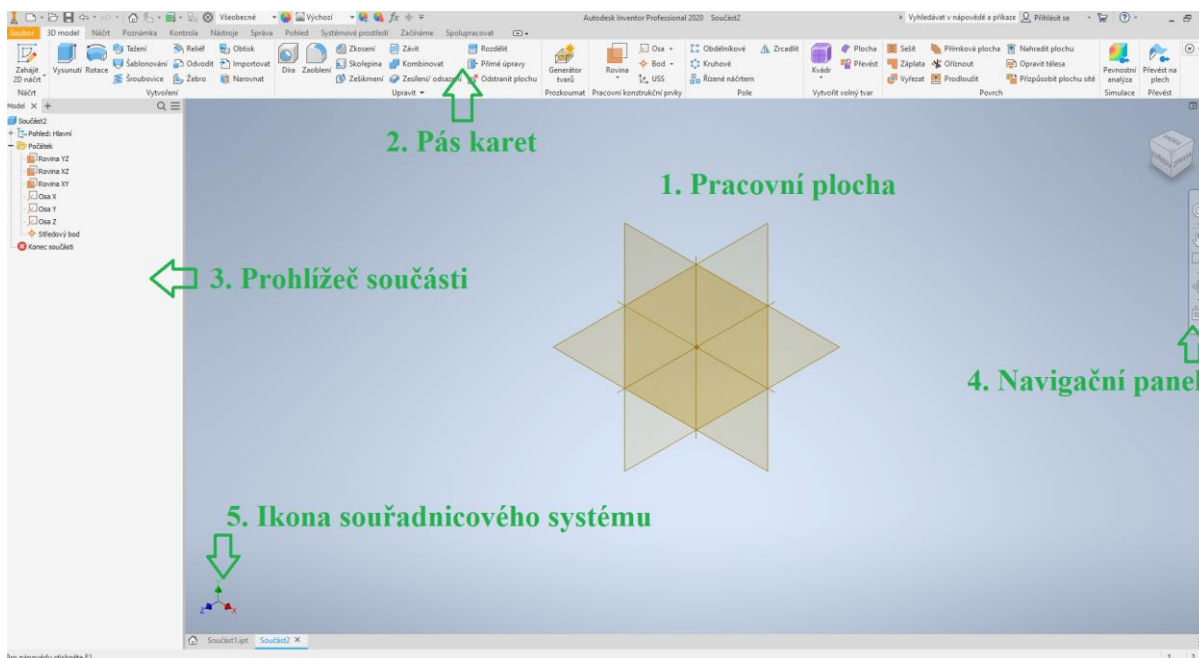 Všeobecné Výchozí Autodesk Inventor Professional 2020 Součást2 Vyhledávat v nápovědě a příkaze Přihlásit se
Soubor 3D model Náčrt Poznámka Kontrola Nástroje Správa Pohled Systémové prostředí Začínáme Spolupracovat
Zahájit 2D náčrt
Náčrt
Vysunutí Rotace
Tažení Reliéf Obtisk
Šablonování Odvodit Importovat
Šroubovice Žebro Narovnat
Vytvoření
Díra Zaoblení
Zkosení Závit Rozdělit
Skořepina Kombinovat Přímé úpravy
Zešikmení Zesílení/ odsazení Odstranit plochu
Upravit
Generátor tvarů
Prozkoumat
Rovina
Osa
Bod
USS
Pracovní konstrukční prvky
Obdélníkové Zrcadlit
Kruhové
Řízené náčrtem
Pole
Kvádr
Plocha
Převést
Vytvořit volný tvar
Sešít Přímková plocha Nahradit plochu
Záplata Oříznout Opravit tělesa
Vyřezat Prodloužit Přizpůsobit plochu sítě
Povrch
Pevnostní analýza
Simulace
Převést na plech
Převést
Model
Součást2
Pohled: Hlavní
Počátek
Rovina YZ
Rovina XZ
Rovina XY
Osa X
Osa Y
Osa Z
Středový bod
Konec součásti
2. Pás karet
1. Pracovní plocha
3. Prohlížeč součásti
4. Navigační panel
5. Ikona souřadnicového systému
Z X
Součást1.ipt Součást2
Pro nápovědu stiskněte F1
1 2